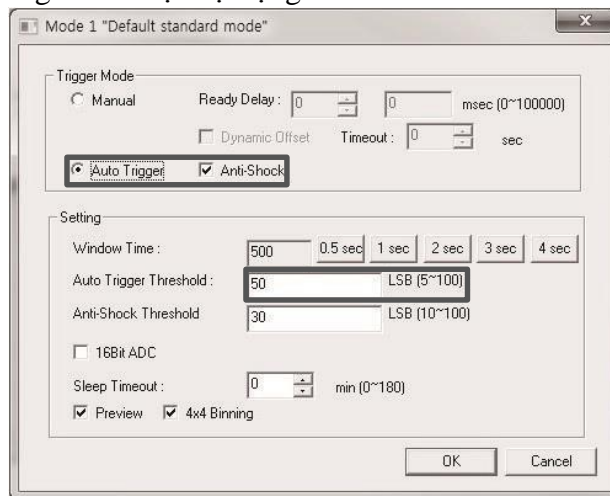 Mode 1 "Default standard mode"
Trigger Mode
Manual Ready Delay : 0 0 msec (0~100000)
Dynamic Offset Timeout : 0 sec
Auto Trigger Anti-Shock
Setting
Window Time : 500 0.5 sec 1 sec 2 sec 3 sec 4 sec
Auto Trigger Threshold : 50 LSB (5~100)
Anti-Shock Threshold 30 LSB (10~100)
16Bit ADC
Sleep Timeout : 0 min (0~180)
Preview 4x4 Binning
OK Cancel